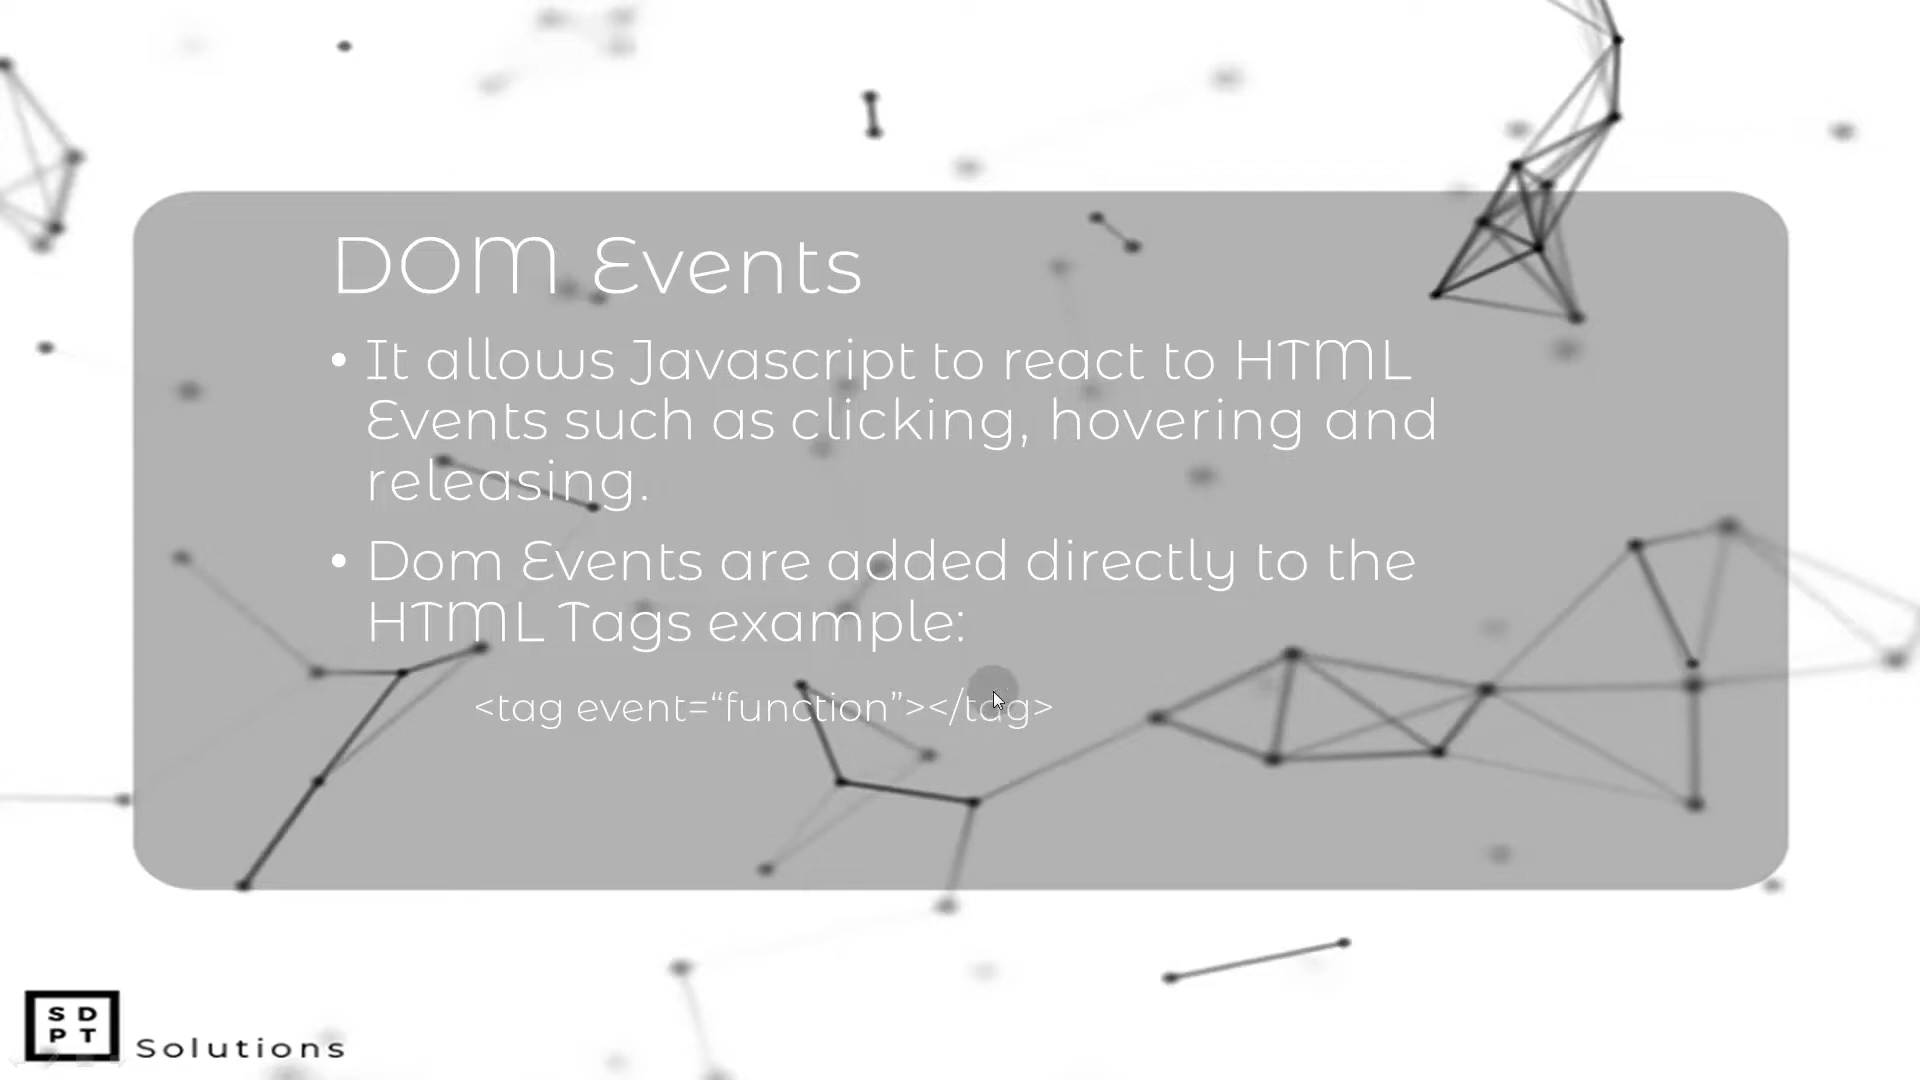 DOM Events
• It allows Javascript to react to HTML
Events such as clicking, hovering and
releasing.
• Dom Events are added directly to the
HTML Tags example:
<tag event=“function”></tag>
S D
P T
Solutions